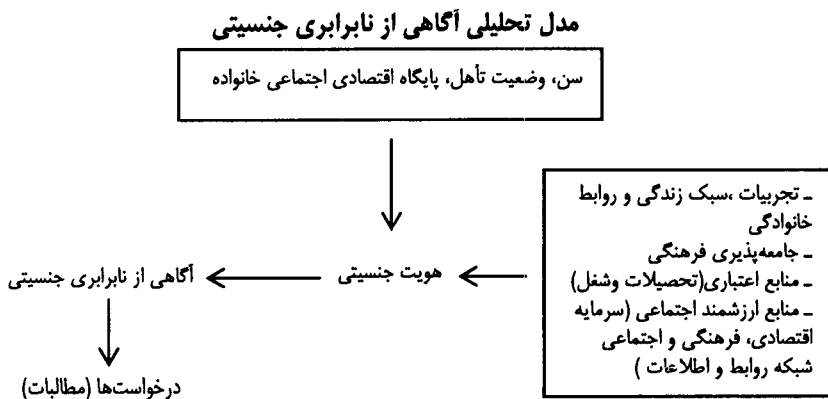 مدل تحلیلی آگاهی از نابرابری جنسیتی
سن، وضعیت تأهل، پایگاه اقتصادی اجتماعی خانواده
ـ تجربیات ،سبک زندگی و روابط
خانوادگی
ـ جامعه‌پذیری فرهنگی
ـ منابع اعتباری(تحصیلات وشغل)
ـ منابع ارزشمند اجتماعی (سرمایه
اقتصادی، فرهنگی و اجتماعی
شبکه روابط و اطلاعات )
هویت جنسیتی
آگاهی از نابرابری جنسیتی
درخواست‌ها (مطالبات)